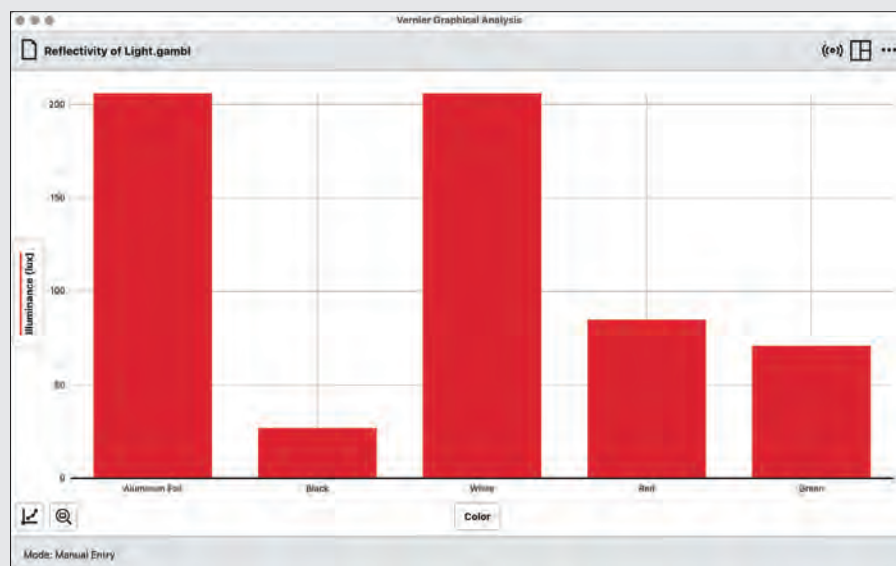 Vernier Graphical Analysis
Reflectivity of Light.gambl
200
150
100
50
0
Illuminance (lux)
Aluminum Foil
Black
White
Red
Green
Color
Mode: Manual Entry